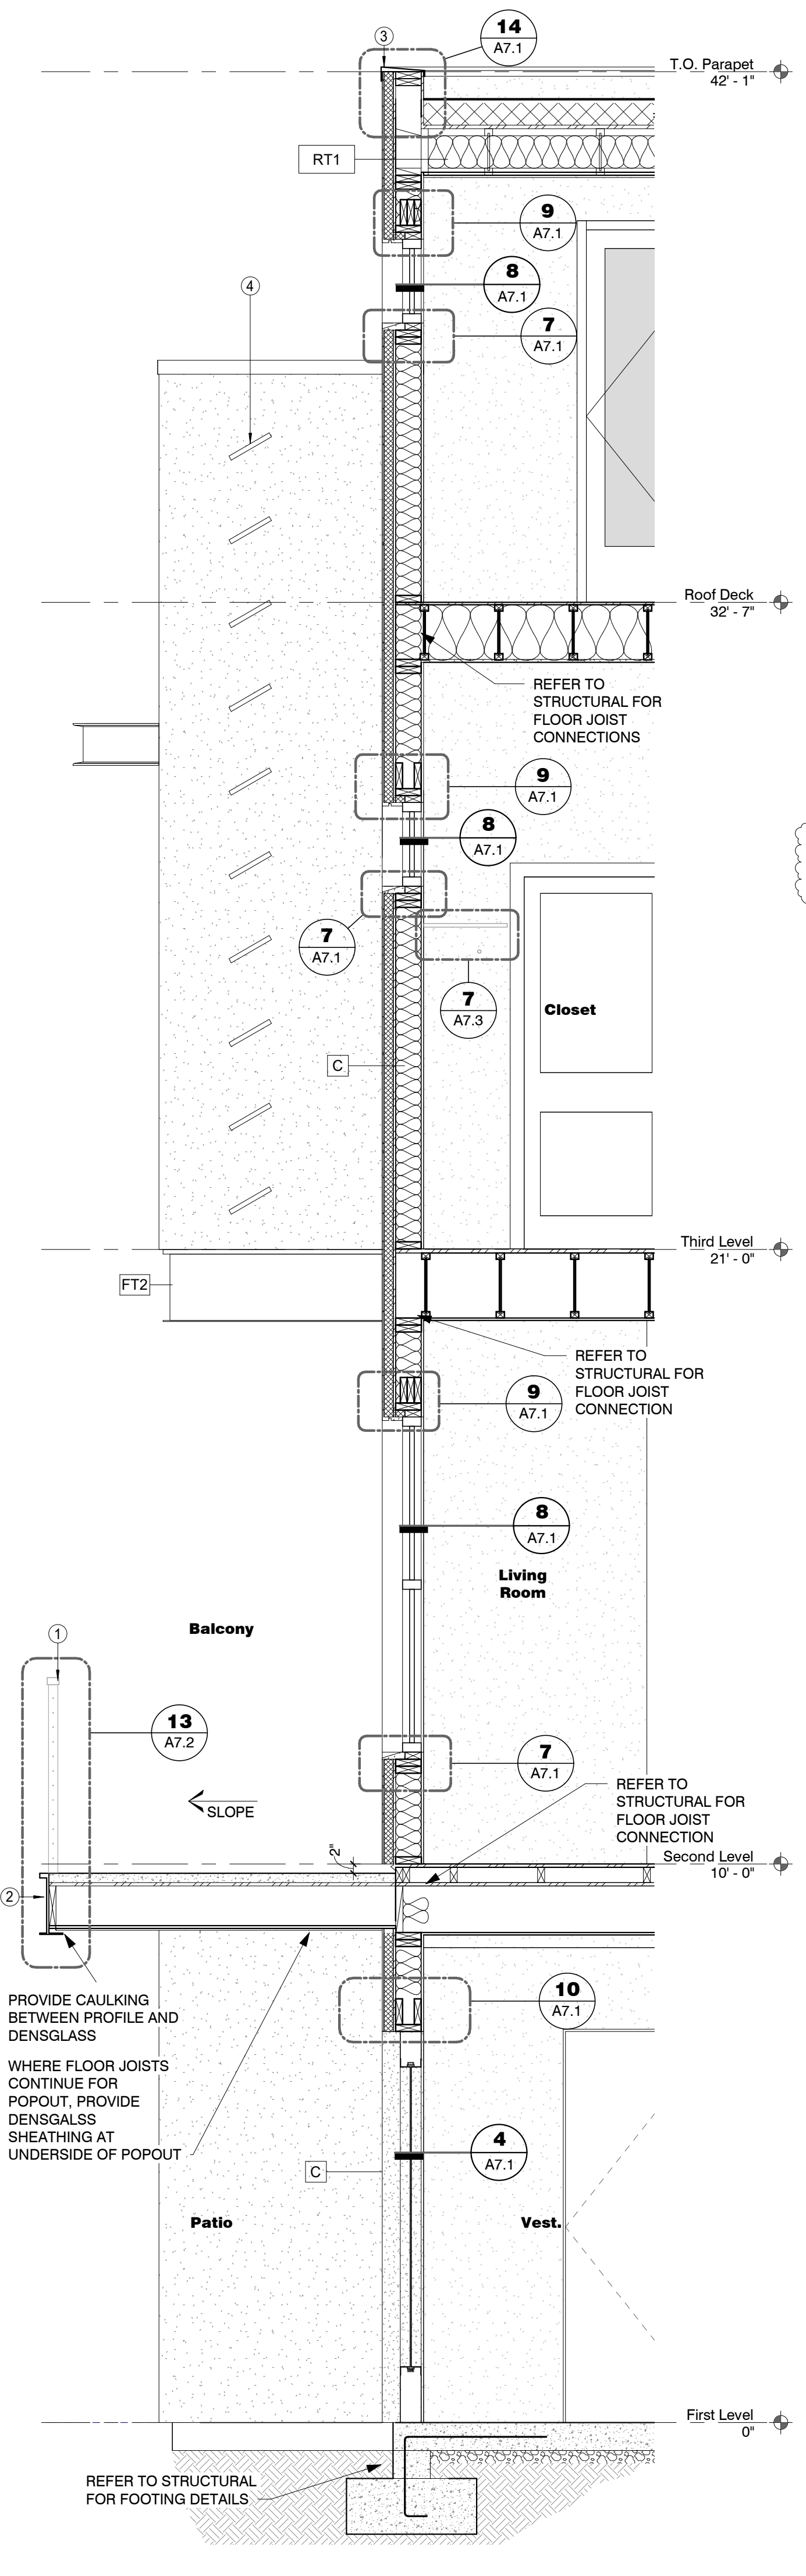 3
14
A7.1
T.O. Parapet
42' - 1"
RT1
9
A7.1
8
A7.1
4
7
A7.1
Roof Deck
32' - 7"
REFER TO
STRUCTURAL FOR
FLOOR JOIST
CONNECTIONS
9
A7.1
8
A7.1
7
A7.1
7
A7.3
Closet
C
Third Level
21' - 0"
FT2
REFER TO
STRUCTURAL FOR
FLOOR JOIST
CONNECTION
9
A7.1
8
A7.1
Living
Room
Balcony
1
13
A7.2
7
A7.1
SLOPE
REFER TO
STRUCTURAL FOR
FLOOR JOIST
CONNECTION
2"
Second Level
10' - 0"
2
10
A7.1
PROVIDE CAULKING
BETWEEN PROFILE AND
DENSGLASS
WHERE FLOOR JOISTS
CONTINUE FOR
POPOUT, PROVIDE
DENSGALSS
SHEATHING AT
UNDERSIDE OF POPOUT
4
A7.1
C
Patio
Vest.
First Level
0"
REFER TO STRUCTURAL
FOR FOOTING DETAILS